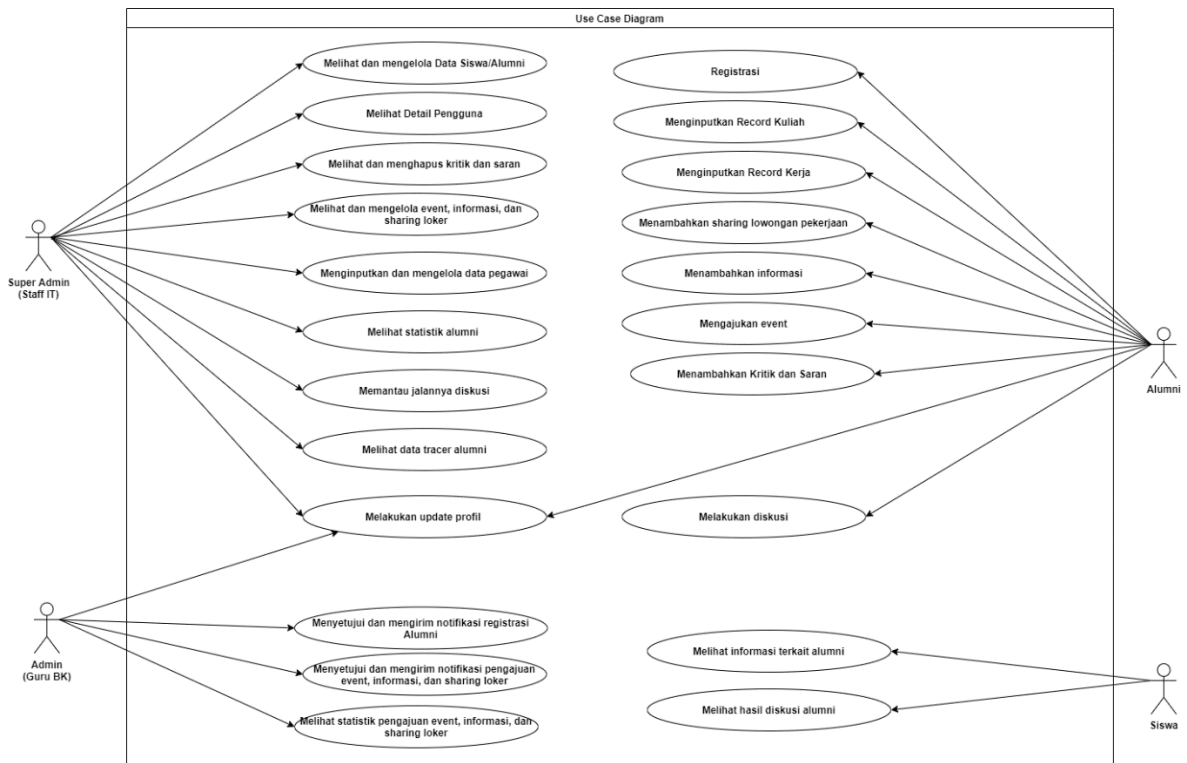 Use Case Diagram
Melihat dan mengelola Data Siswa/Alumni
Melihat Detail Pengguna
Melihat dan menghapus kritik dan saran
Melihat dan mengelola event, informasi, dan
sharing loker
Menginputkan dan mengelola data pegawai
Melihat statistik alumni
Memantau jalannya diskusi
Melihat data tracer alumni
Melakukan update profil
Super Admin
(Staff IT)
Registrasi
Menginputkan Record Kuliah
Menginputkan Record Kerja
Menambahkan sharing lowongan pekerjaan
Menambahkan informasi
Mengajukan event
Menambahkan Kritik dan Saran
Melakukan diskusi
Alumni
Admin
(Guru BK)
Menyetujui dan mengirim notifikasi registrasi
Alumni
Menyetujui dan mengirim notifikasi pengajuan
event, informasi, dan sharing loker
Melihat statistik pengajuan event, informasi, dan
sharing loker
Melihat informasi terkait alumni
Melihat hasil diskusi alumni
Siswa